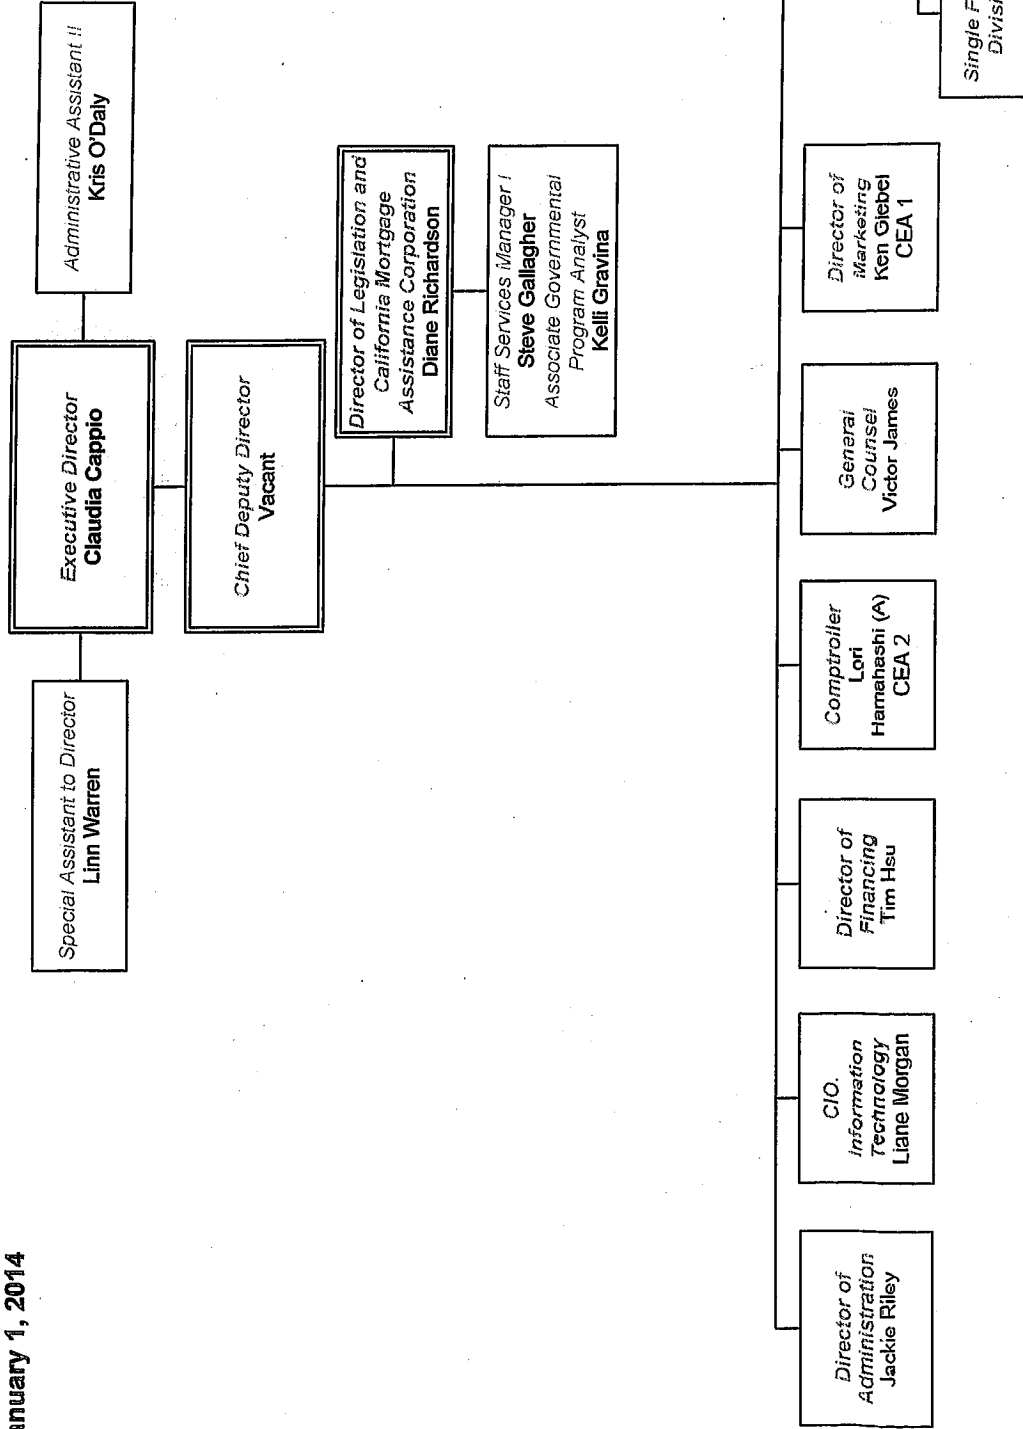 anuary 1, 2014
Special Assistant to Director
Linn Warren
Executive Director
Claudia Cappio
Administrative Assistant II
Kris O'Daly
Chief Deputy Director
Vacant
Director of Legislation and
California Mortgage
Assistance Corporation
Diane Richardson
Staff Services Manager I
Steve Gallagher
Associate Governmental
Program Analyst
Kelli Gravina
Director of
Administration
Jackie Riley
CIO.
Information
Technology
Liane Morgan
Director of
Financing
Tim Hsu
Comptroller
Lori
Hamahashi (A)
CEA 2
General
Counsel
Victor James
Director of
Marketing
Ken Giebel
CEA 1
Single F
Divisi